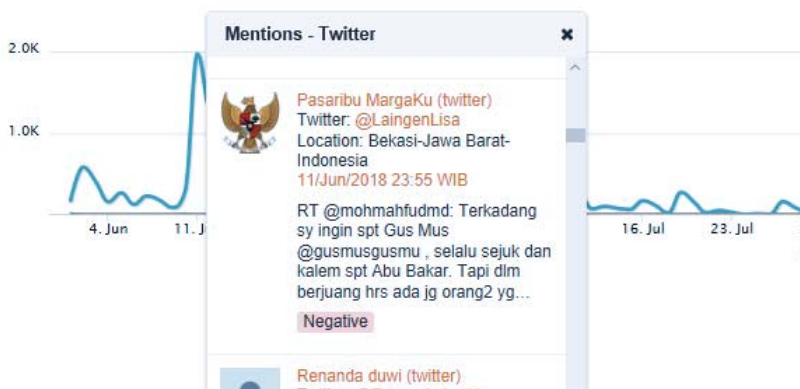 Mentions - Twitter ×
2.0K
1.0K
Pasaribu MargaKu (twitter)
Twitter: @LaingenLisa
Location: Bekasi-Jawa Barat-
Indonesia
11/Jun/2018 23:55 WIB
RT @mohmahfudmd: Terkadang
sy ingin spt Gus Mus
@gusmusgusmu , selalu sejuk dan
kalem spt Abu Bakar. Tapi dlm
berjuang hrs ada jg orang2 yg...
Negative
Renanda duwi (twitter)
4. Jun 11. J 16. Jul 23. Jul